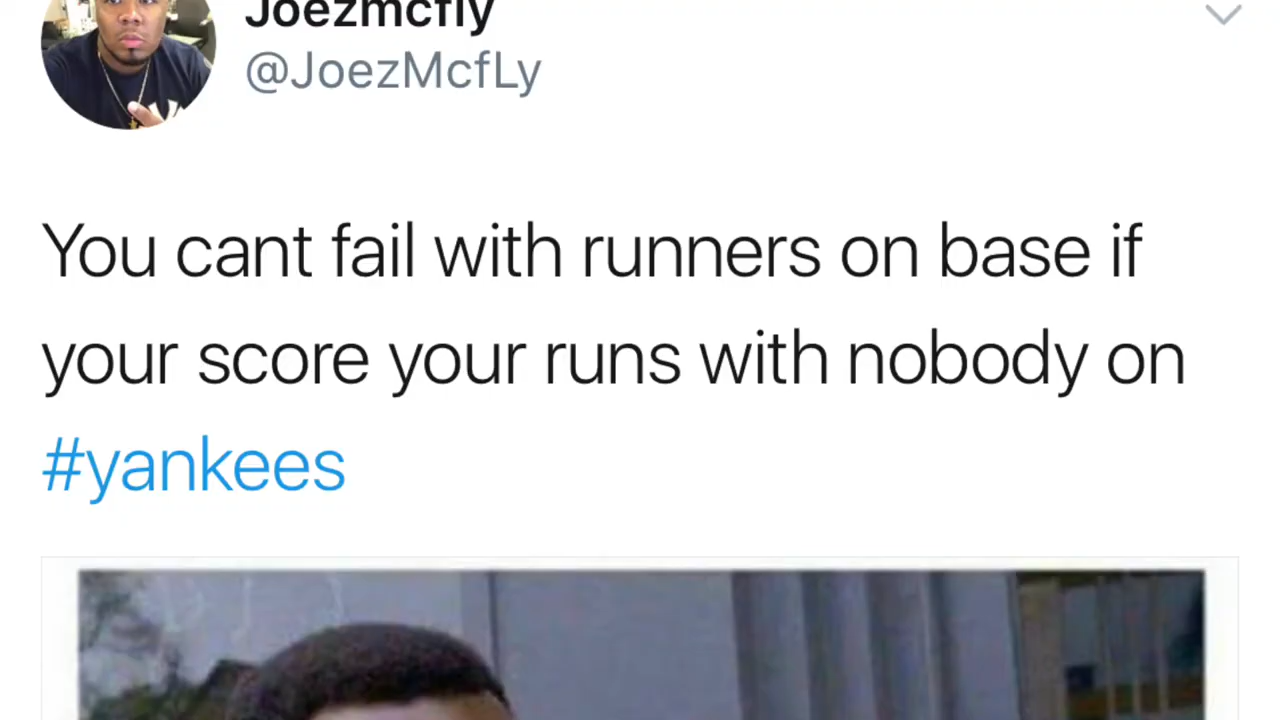 Joezmcfly
@JoezMcfLy
You cant fail with runners on base if
your score your runs with nobody on
#yankees